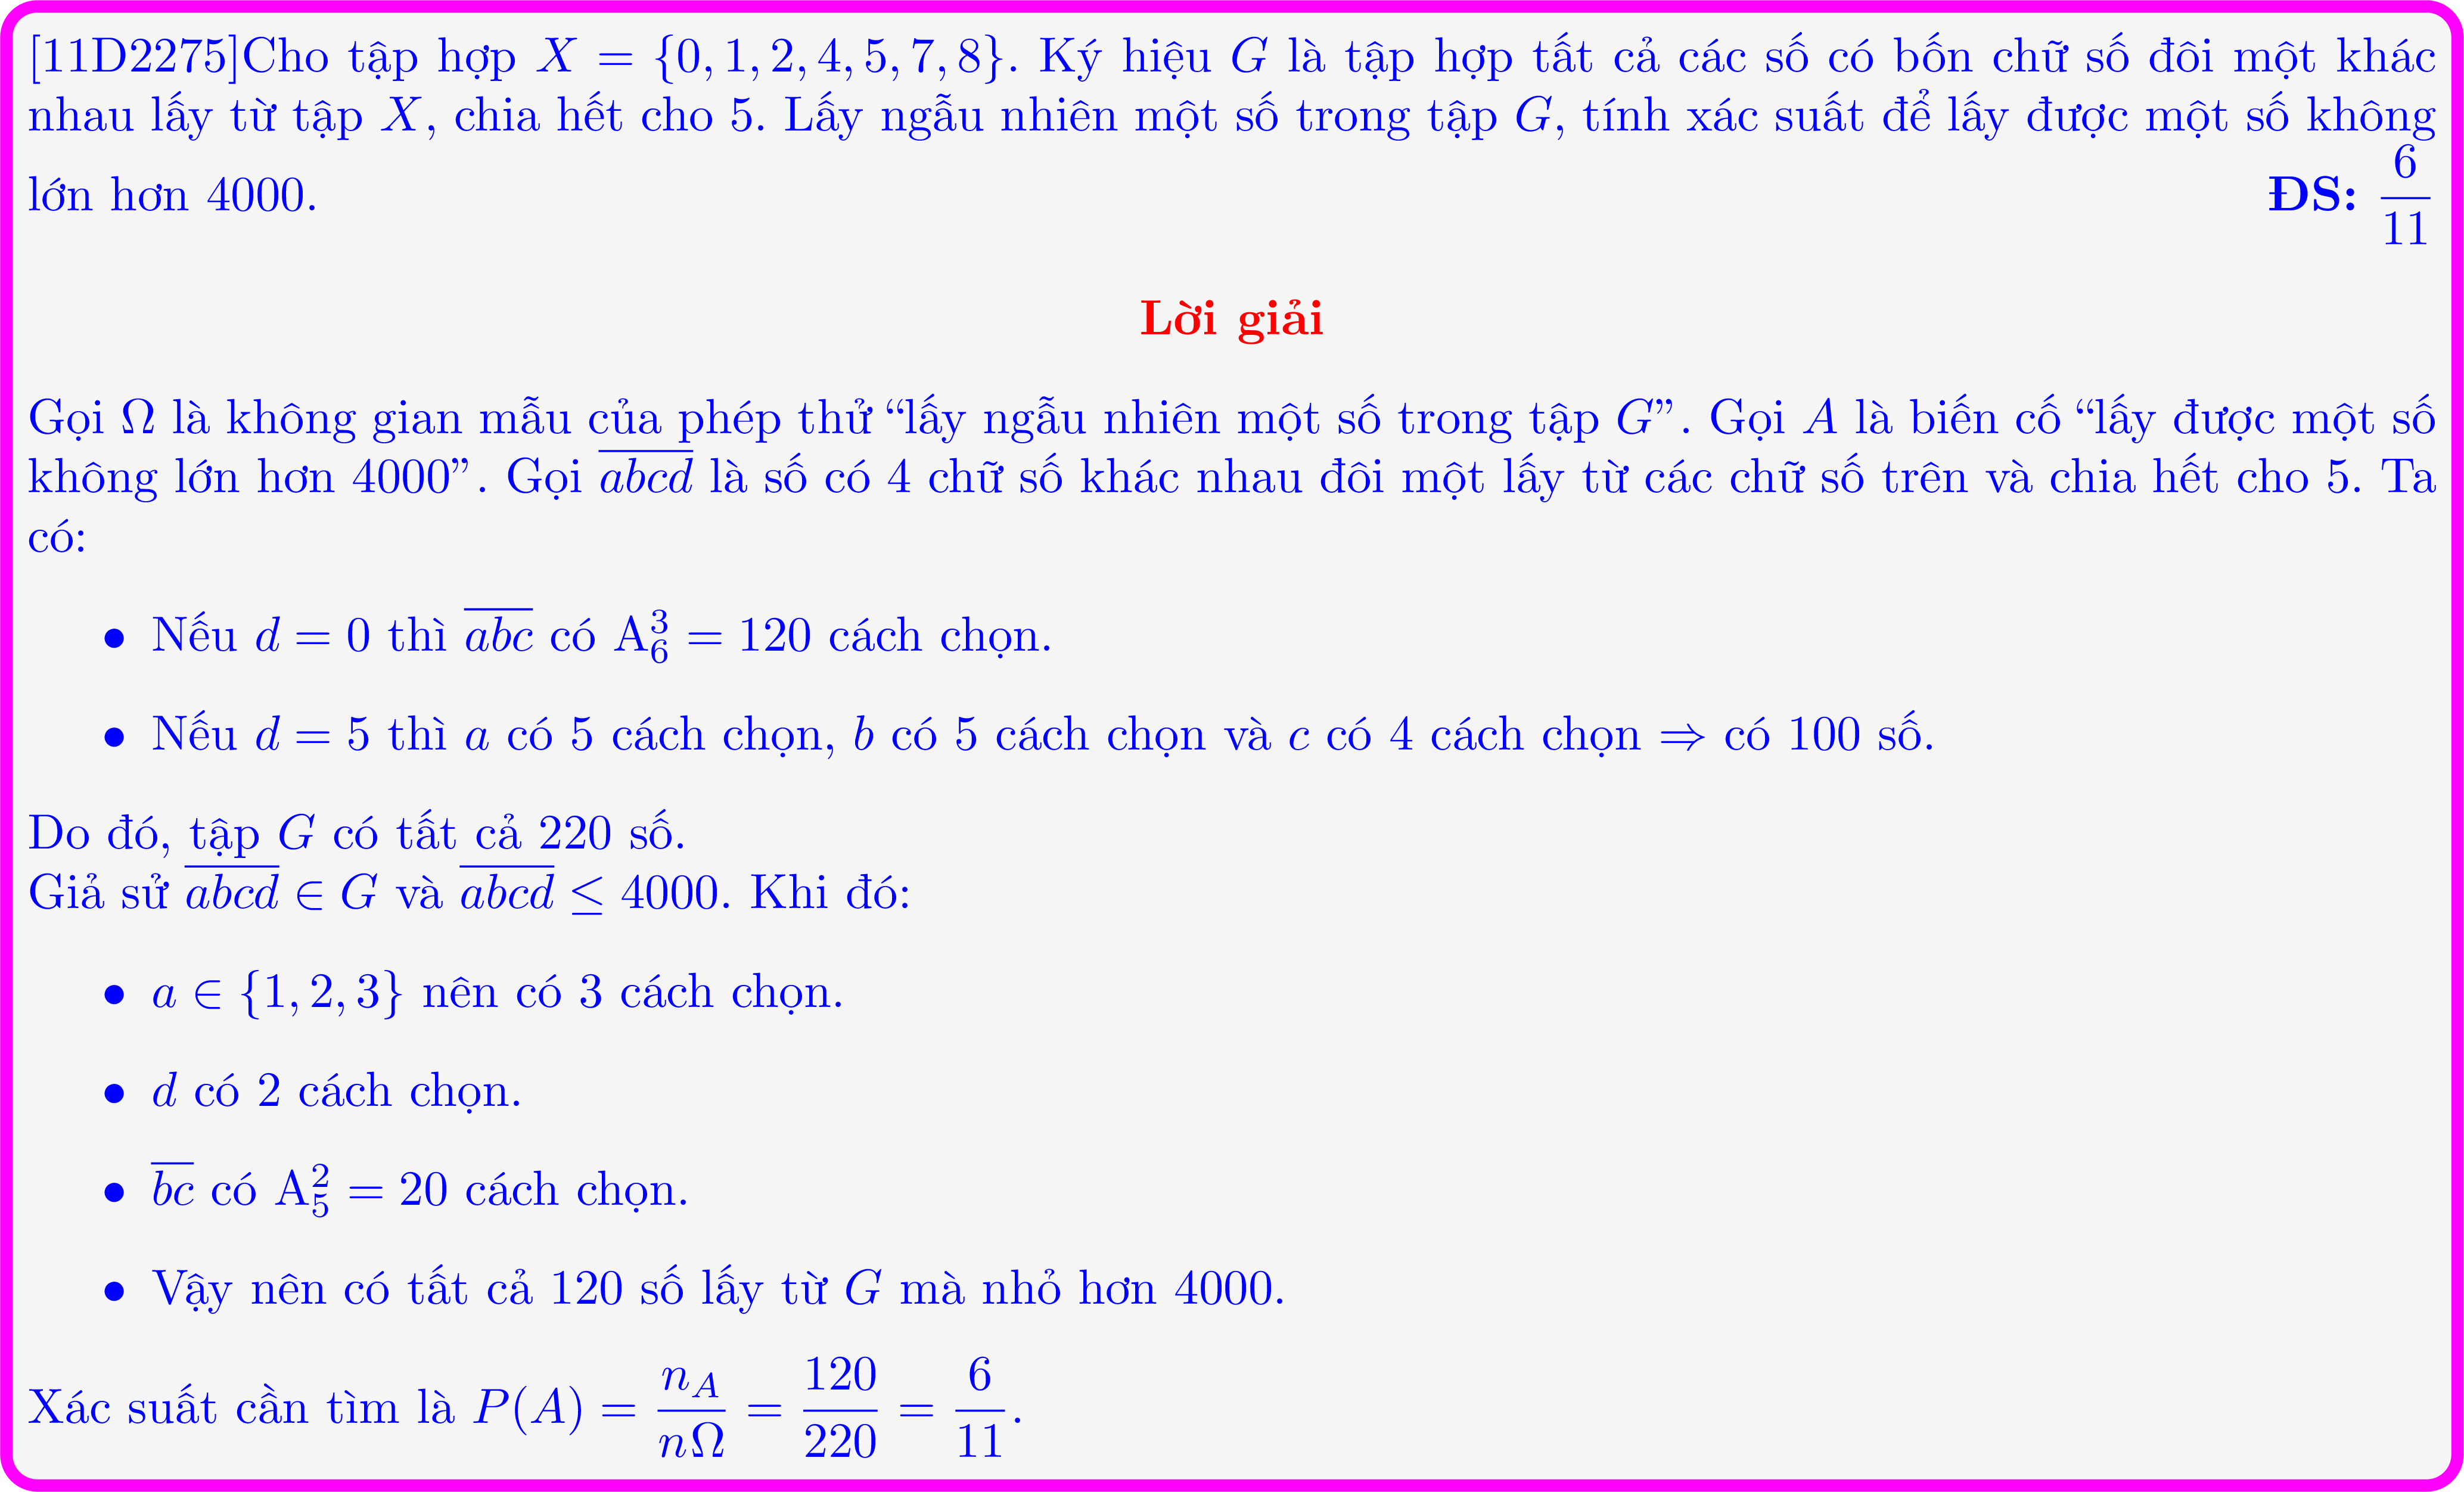 [11D2275]Cho tập hợp X = {0, 1, 2, 4, 5, 7, 8}. Ký hiệu G là tập hợp tất cả các số có bốn chữ số đôi một khác
nhau lấy từ tập X, chia hết cho 5. Lấy ngẫu nhiên một số trong tập G, tính xác suất để lấy được một số không
lớn hơn 4000. ĐS: $\frac{6}{11}$
Lời giải
Gọi Ω là không gian mẫu của phép thử “lấy ngẫu nhiên một số trong tập G”. Gọi A là biến cố “lấy được một số
không lớn hơn 4000”. Gọi $\overline{abcd}$ là số có 4 chữ số khác nhau đôi một lấy từ các chữ số trên và chia hết cho 5. Ta
có:
• Nếu d = 0 thì $\overline{abc}$ có $A_6^3$ = 120 cách chọn.
• Nếu d = 5 thì a có 5 cách chọn, b có 5 cách chọn và c có 4 cách chọn ⇒ có 100 số.
Do đó, tập G có tất cả 220 số.
Giả sử $\overline{abcd}$ ∈ G và $\overline{abcd}$ ≤ 4000. Khi đó:
• a ∈ {1, 2, 3} nên có 3 cách chọn.
• d có 2 cách chọn.
• $\overline{bc}$ có $A_5^2$ = 20 cách chọn.
• Vậy nên có tất cả 120 số lấy từ G mà nhỏ hơn 4000.
Xác suất cần tìm là P(A) = $\frac{n_A}{n\Omega}$ = $\frac{120}{220}$ = $\frac{6}{11}$.